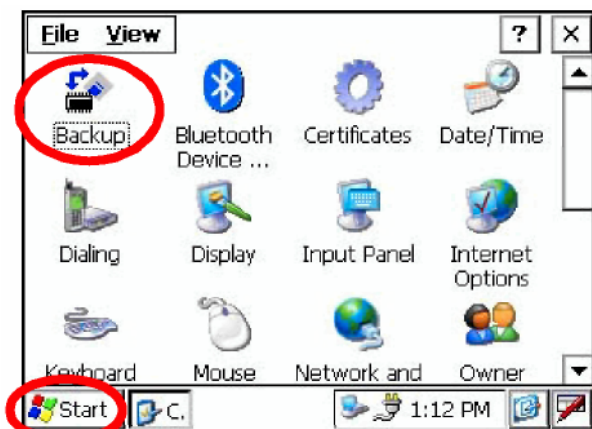 File View ? ×
Backup Bluetooth Device ... Certificates Date/Time
Dialing Display Input Panel Internet Options
Keyboard Mouse Network and Owner
Start C. 1:12 PM